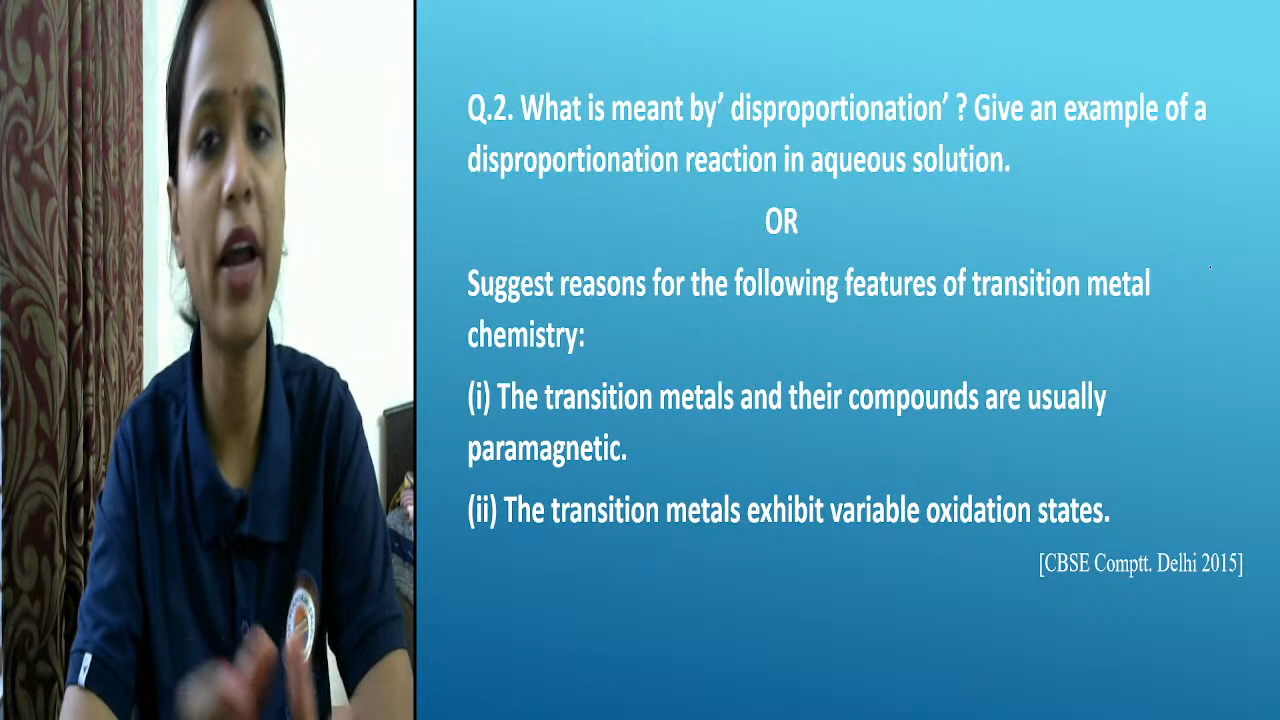 Q.2. What is meant by’ disproportionation’ ? Give an example of a
disproportionation reaction in aqueous solution.
OR
Suggest reasons for the following features of transition metal
chemistry:
(i) The transition metals and their compounds are usually
paramagnetic.
(ii) The transition metals exhibit variable oxidation states.
[CBSE Comptt. Delhi 2015]